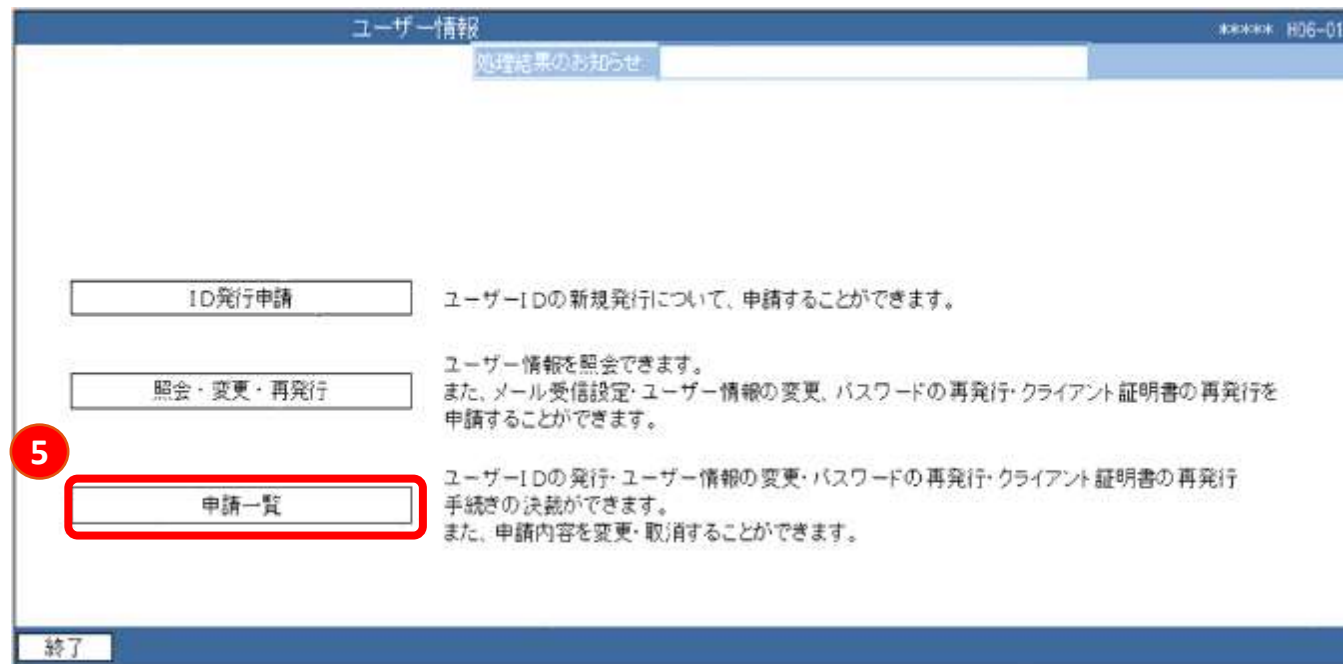 ユーザー情報
***** H06-01
処理結果のお知らせ
ID発行申請
ユーザーIDの新規発行について、申請することができます。
照会・変更・再発行
ユーザー情報を照会できます。
また、メール受信設定・ユーザー情報の変更、パスワードの再発行・クライアント証明書の再発行を
申請することができます。
5
申請一覧
ユーザーIDの発行・ユーザー情報の変更・パスワードの再発行・クライアント証明書の再発行
手続きの決裁ができます。
また、申請内容を変更・取消することができます。
終了